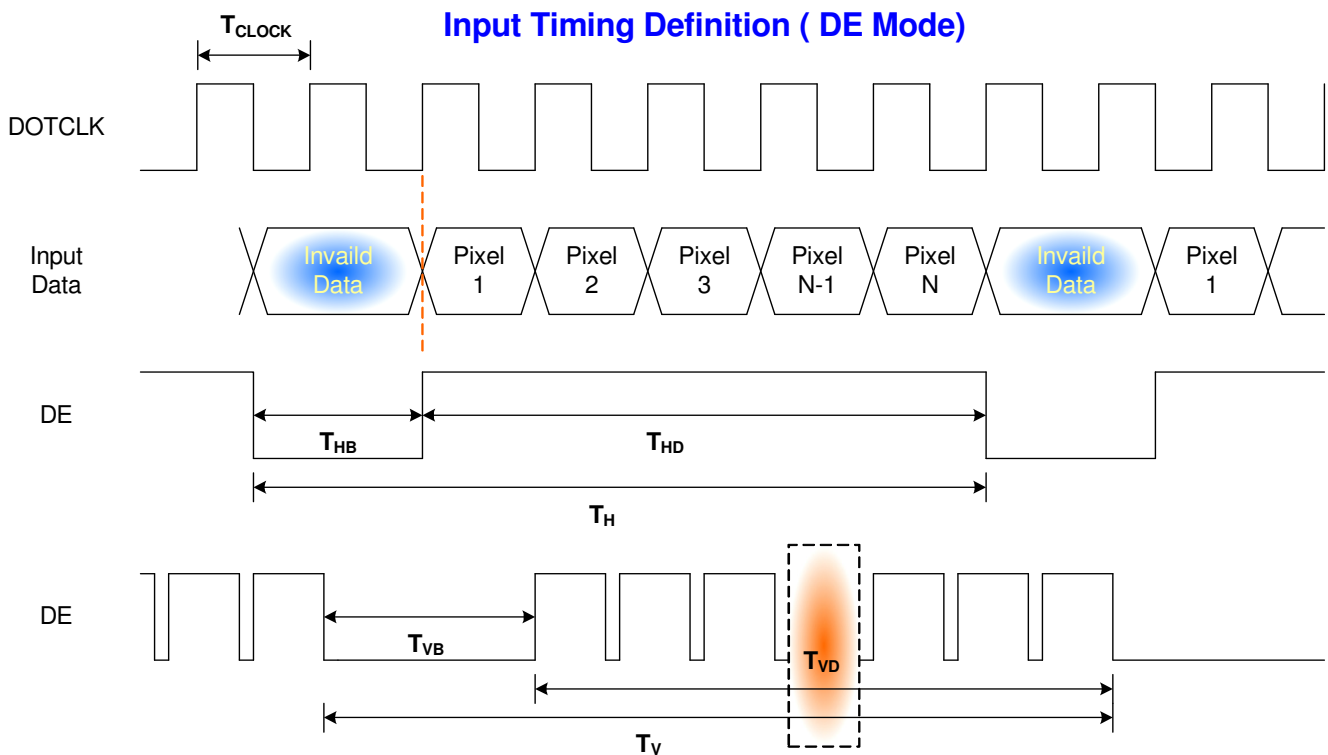 Input Timing Definition ( DE Mode)
TCLOCK
DOTCLK
Input
Data
Invaild
Data
Pixel
1
Pixel
2
Pixel
3
Pixel
N-1
Pixel
N
Invaild
Data
Pixel
1
DE
THB
THD
TH
DE
TVB
TVD
TV